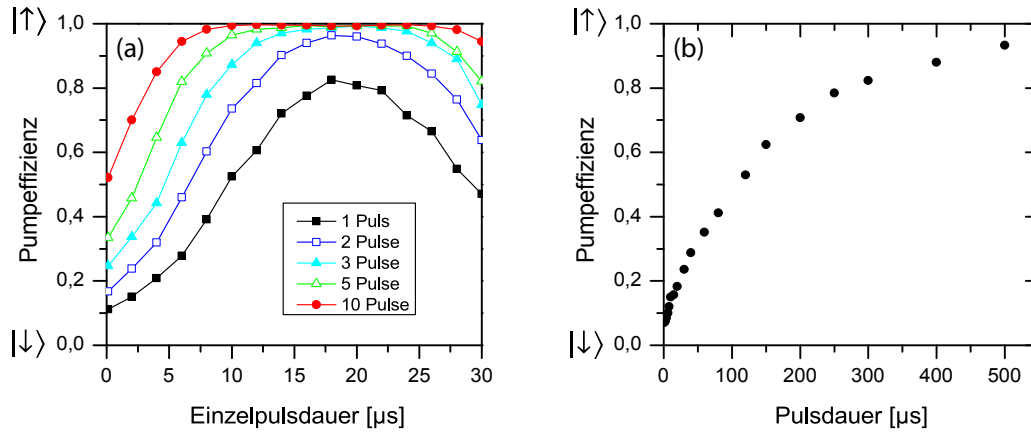 |↑⟩ 1,0 (a)
0,8
0,6
0,4
0,2
|↓⟩ 0,0
Pumpeffizienz
1 Puls
2 Pulse
3 Pulse
5 Pulse
10 Pulse
0 5 10 15 20 25 30
Einzelpulsdauer [µs]
|↑⟩ 1,0 (b)
0,8
0,6
0,4
0,2
|↓⟩ 0,0
Pumpeffizienz
0 100 200 300 400 500
Pulsdauer [µs]